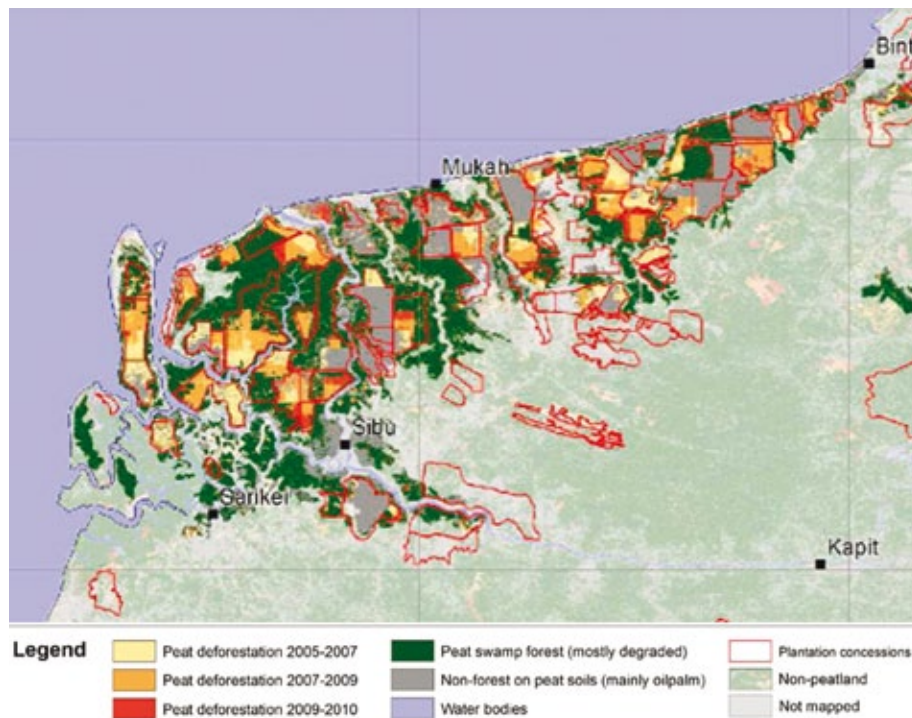 Bint
Mukah
Sibu
Sarikei
Kapit
Legend
Peat deforestation 2005-2007
Peat deforestation 2007-2009
Peat deforestation 2009-2010
Peat swamp forest (mostly degraded)
Non-forest on peat soils (mainly oilpalm)
Water bodies
Plantation concessions
Non-peatland
Not mapped